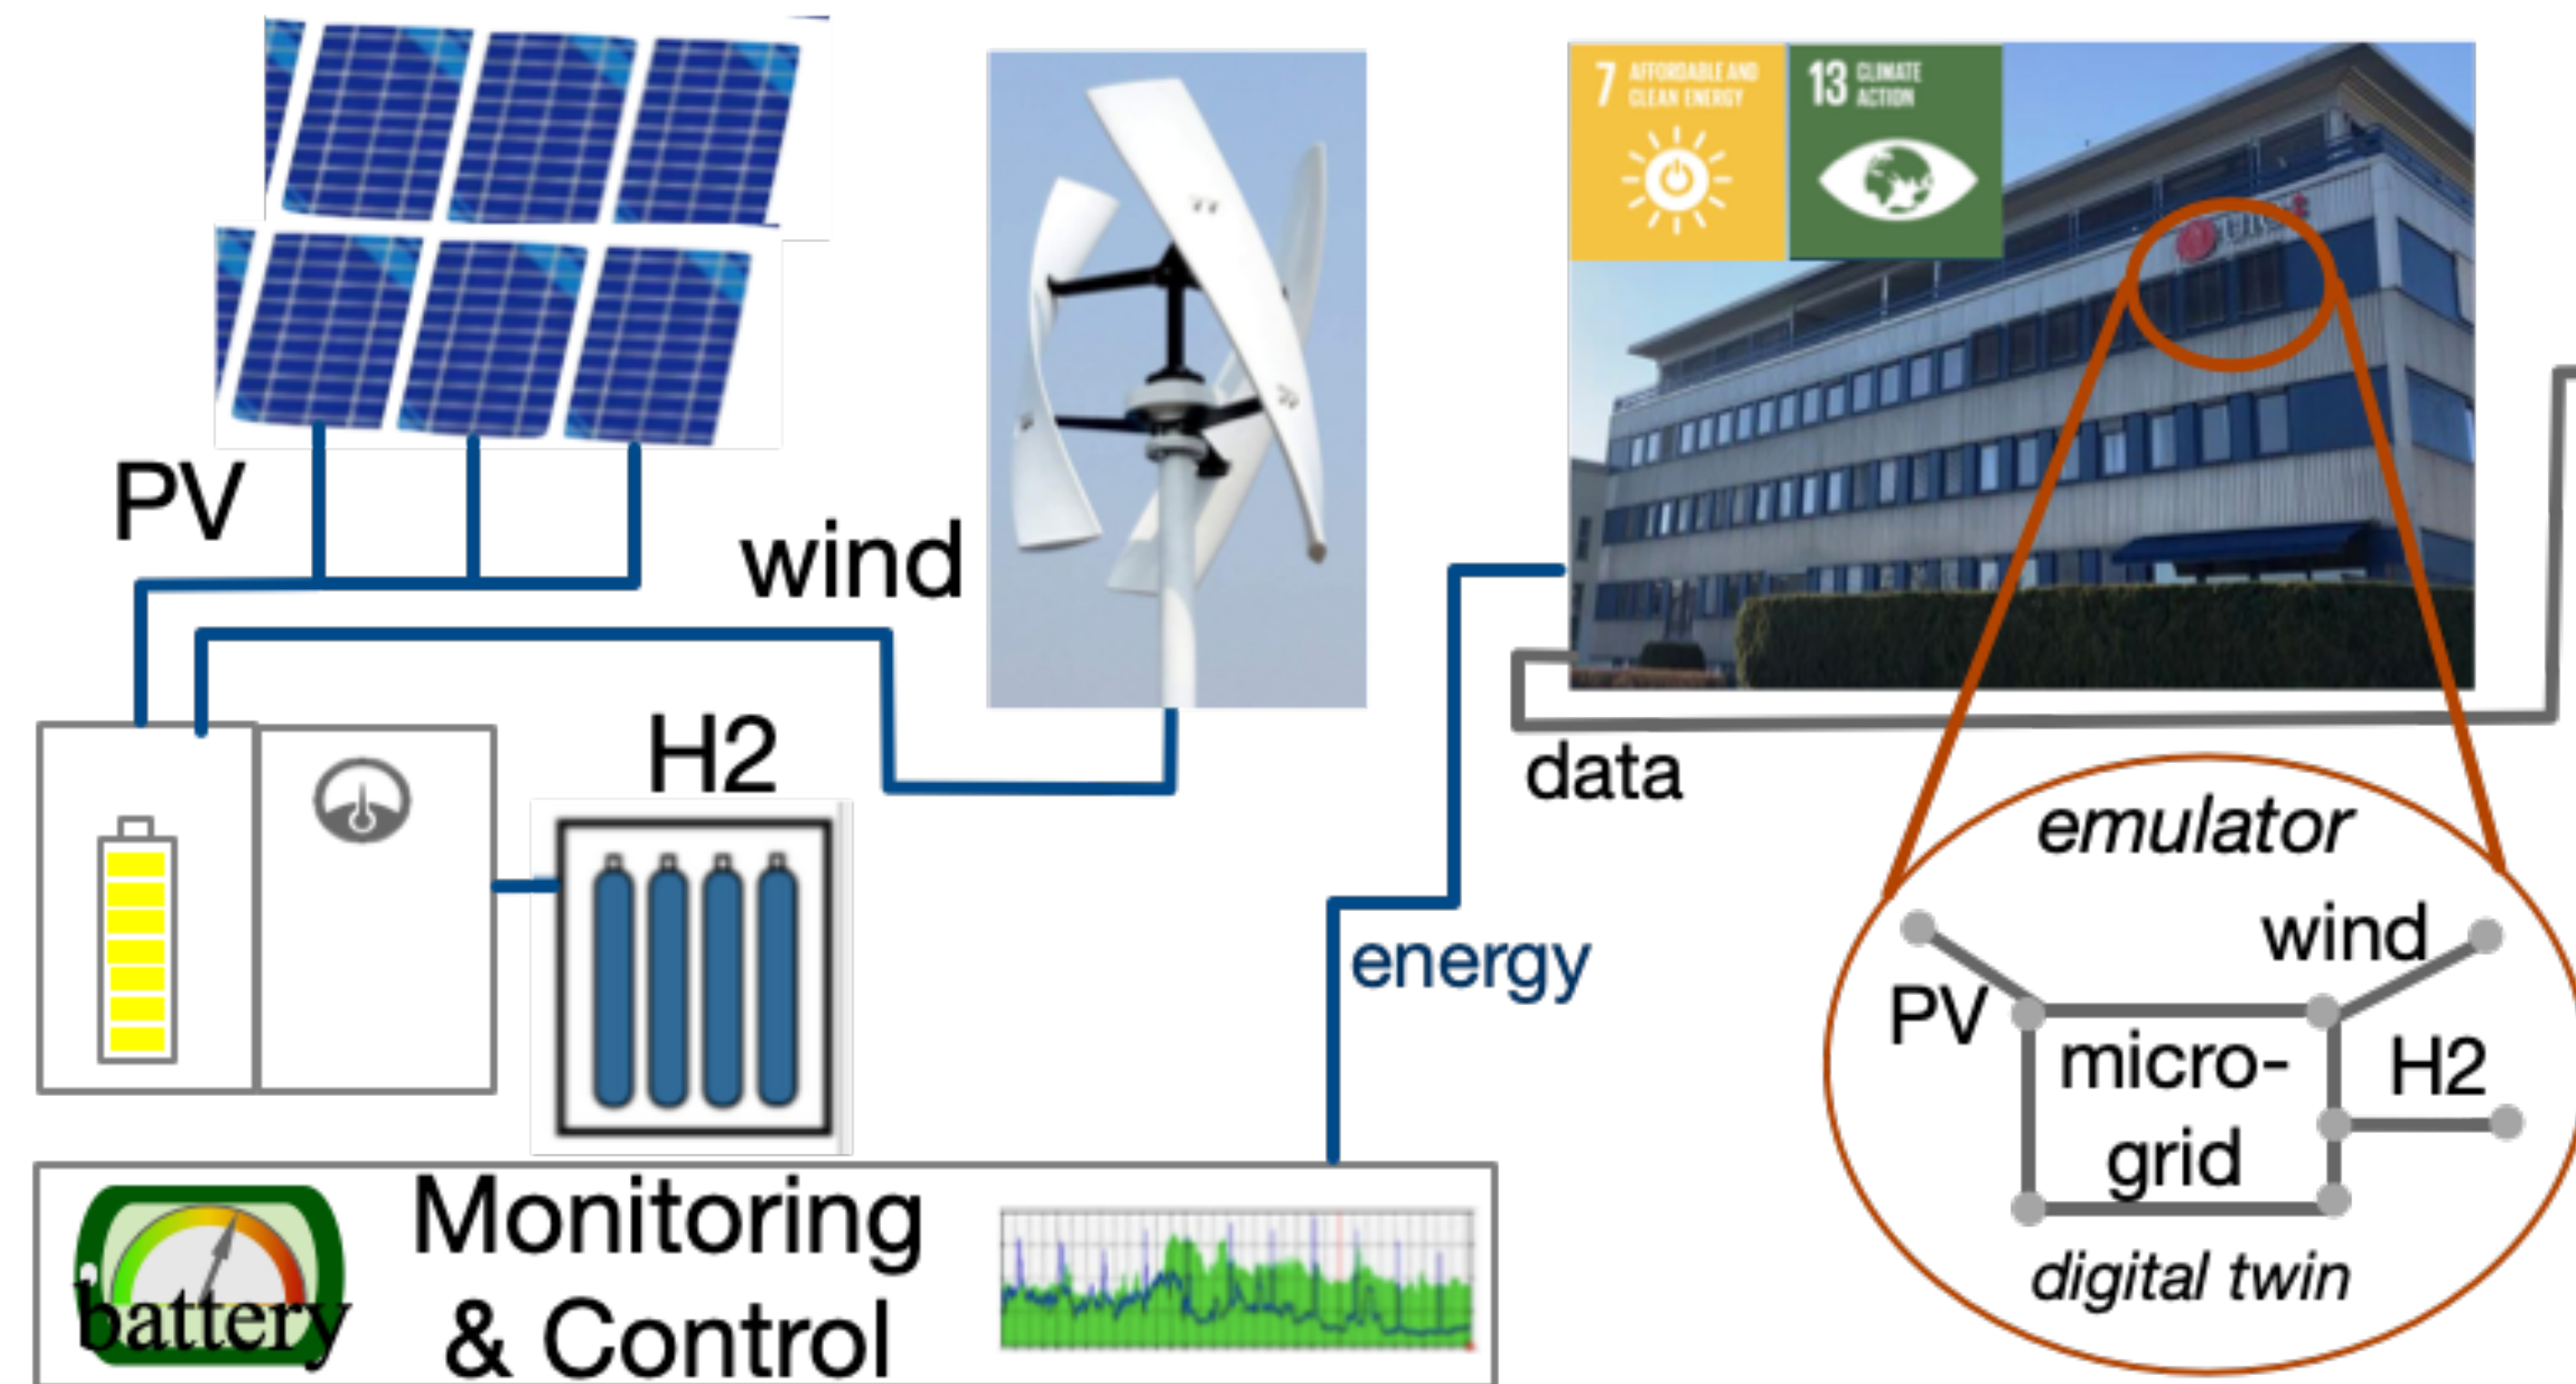 7 AFFORDABLE AND
CLEAN ENERGY
13 CLIMATE
ACTION
PV
wind
H2
data
energy
emulator
wind
PV
micro-
H2
grid
digital twin
battery
Monitoring
& Control